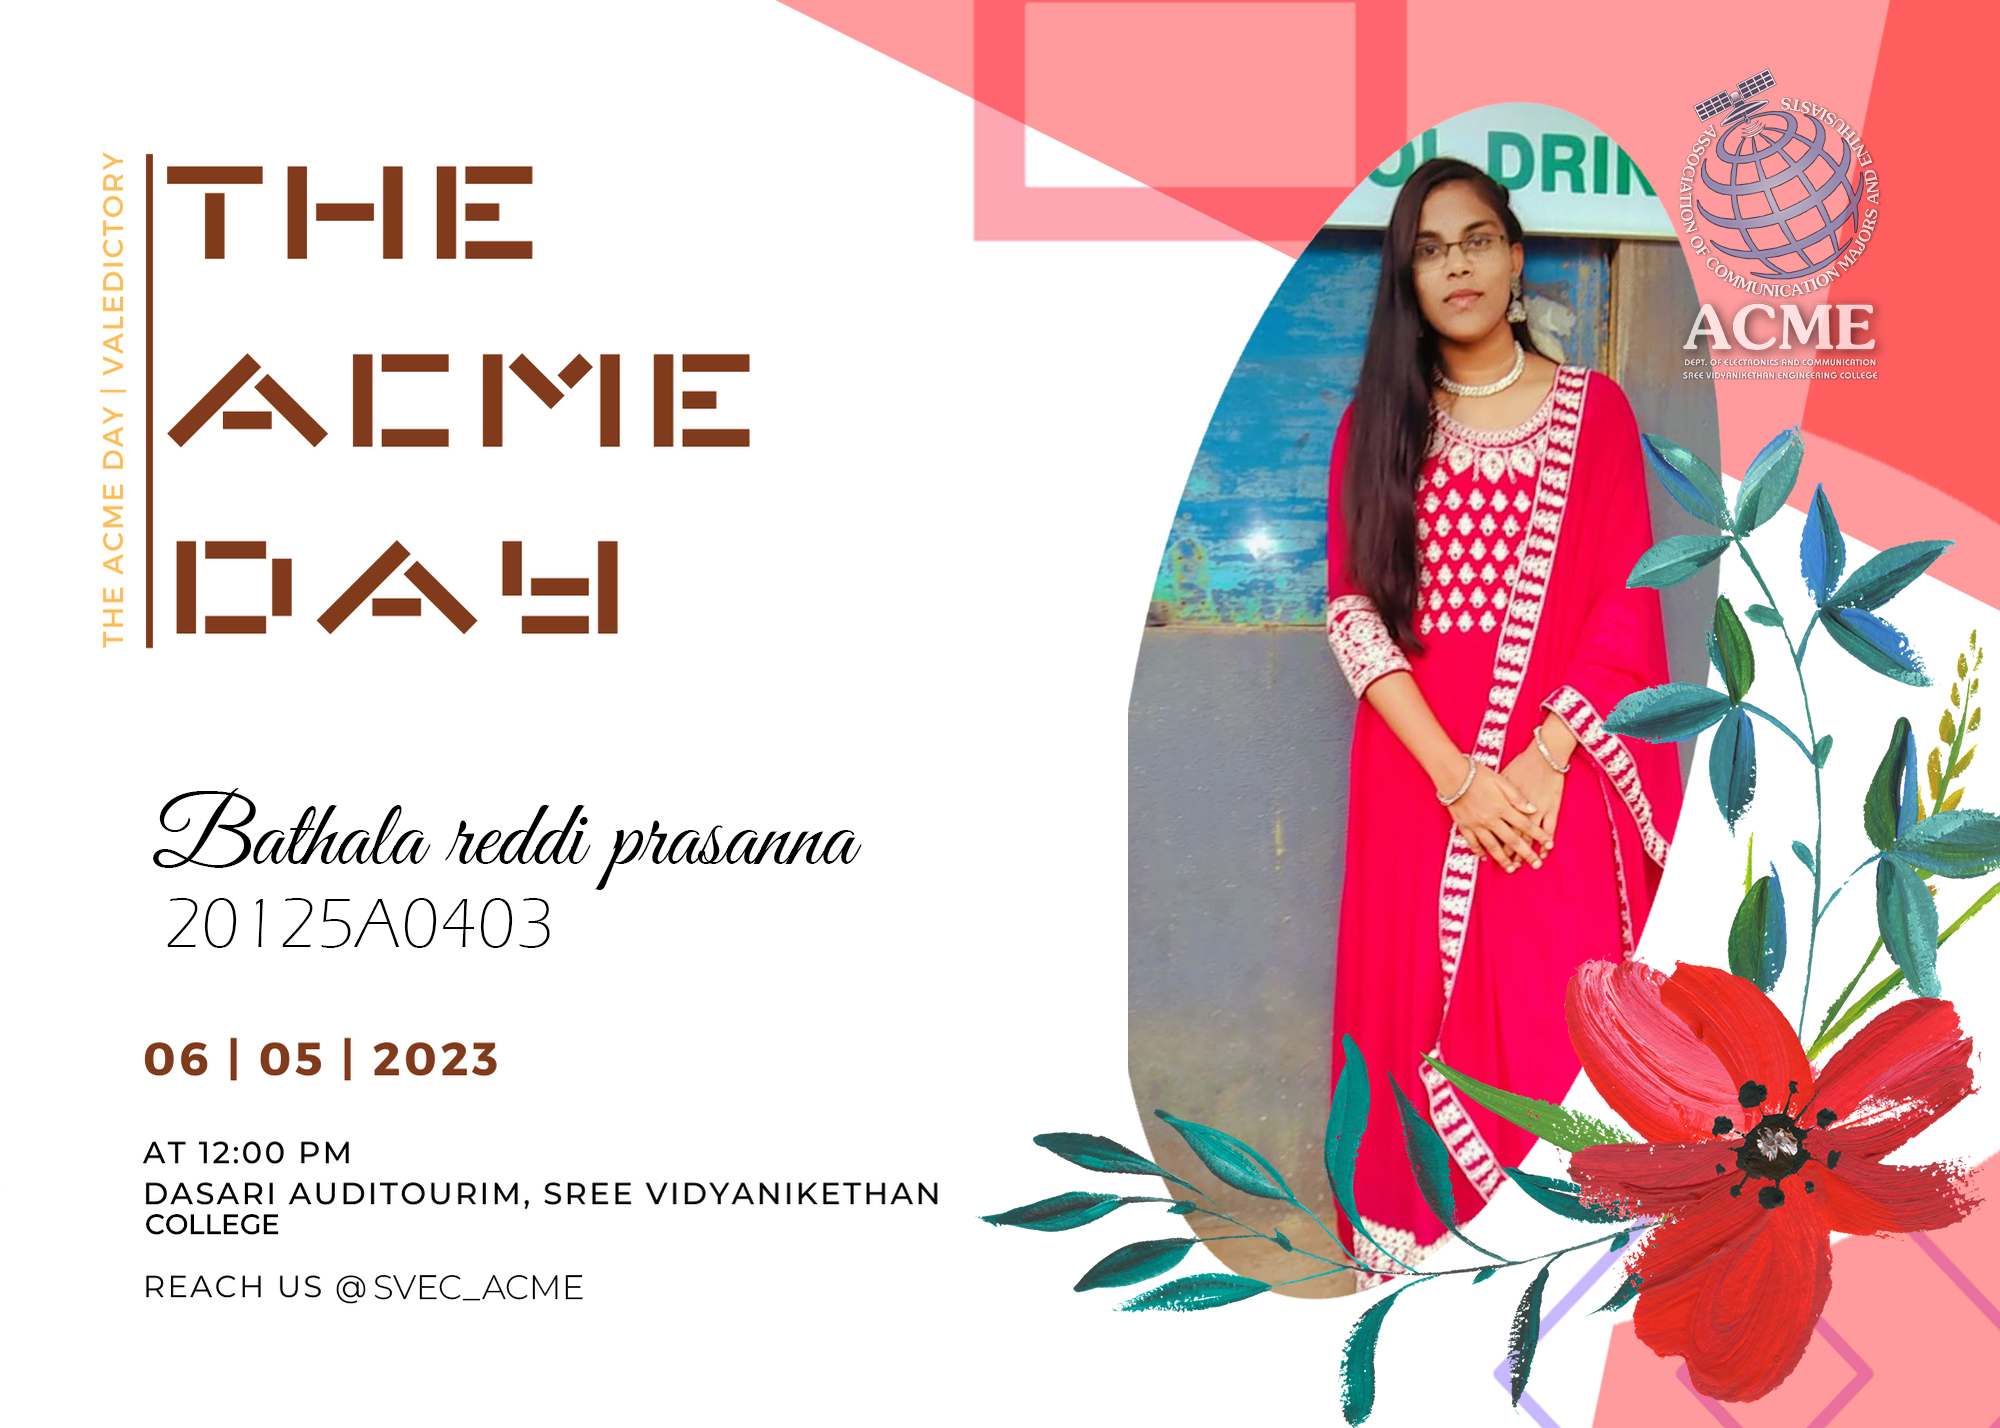 THE ACME DAY | VALEDICTORY
THE
ACME
DAY
Bathala reddi prasanna
20125A0403
06 | 05 | 2023
AT 12:00 PM
DASARI AUDITOURIM, SREE VIDYANIKETHAN
COLLEGE
REACH US @SVEC_ACME
OL DRIN
ASSOCIATION OF COMMUNICATION MAJORS AND ENTHUSIASTS
ACME
DEPT. OF ELECTRONICS AND COMMUNICATION
SREE VIDYANIKETHAN ENGINEERING COLLEGE